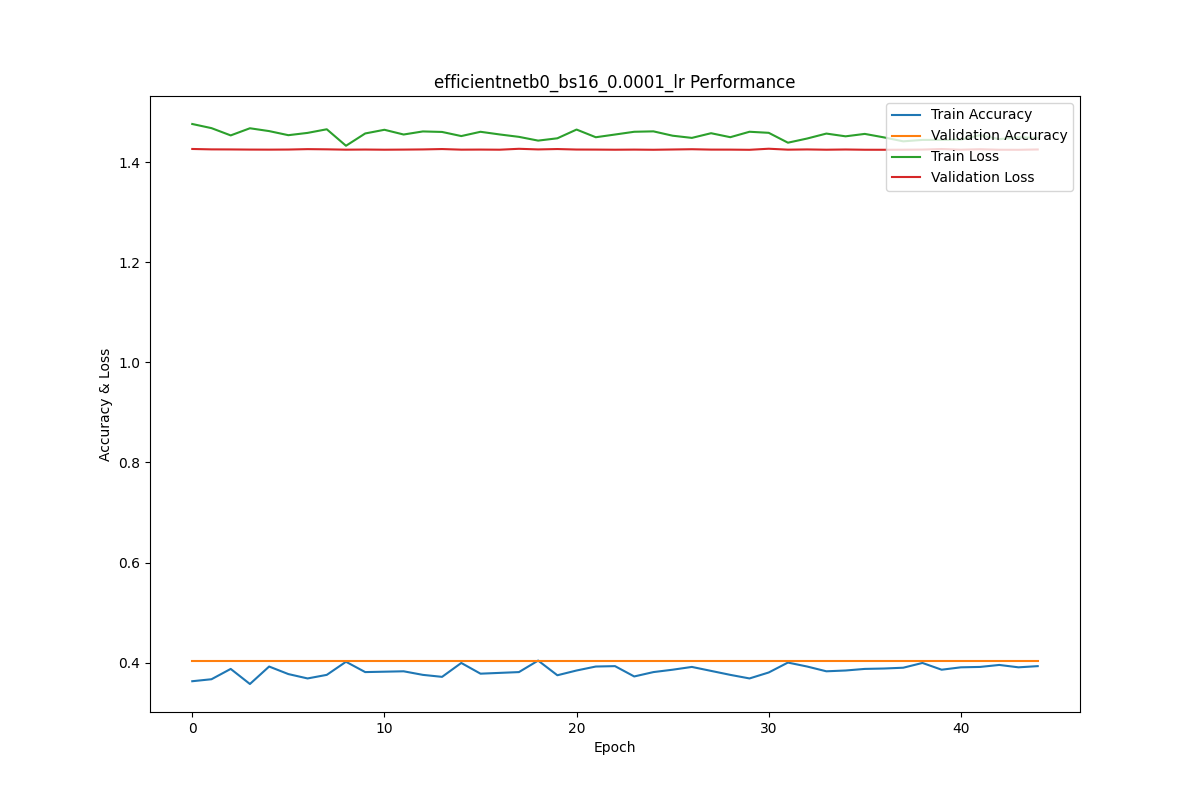 efficientnetb0_bs16_0.0001_lr Performance
Train Accuracy
Validation Accuracy
Train Loss
Validation Loss
1.4
1.2
1.0
0.8
0.6
0.4
Accuracy & Loss
0 10 20 30 40
Epoch